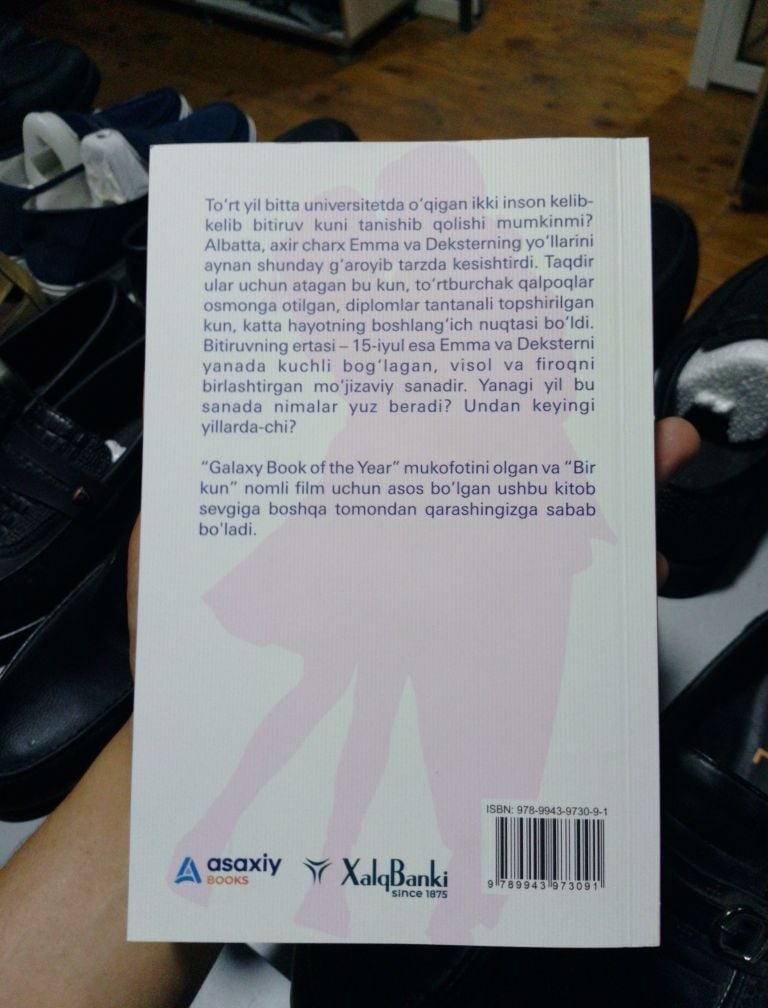 To‘rt yil bitta universitetda o‘qigan ikki inson kelib-
kelib bitiruv kuni tanishib qolishi mumkinmi?
Albatta, axir charx Emma va Deksterning yo‘llarini
aynan shunday g‘aroyib tarzda kesishtirdi. Taqdir
ular uchun atagan bu kun, to‘rtburchak qalpoqlar
osmonga otilgan, diplomlar tantanali topshirilgan
kun, katta hayotning boshlang‘ich nuqtasi bo‘ldi.
Bitiruvning ertasi – 15-iyul esa Emma va Deksterni
yanada kuchli bog‘lagan, visol va firoqni
birlashtirgan mo‘jizaviy sanadir. Yanagi yil bu
sanada nimalar yuz beradi? Undan keyingi
yillarda-chi?
“Galaxy Book of the Year” mukofotini olgan va “Bir
kun” nomli film uchun asos bo‘lgan ushbu kitob
sevgiga boshqa tomondan qarashingizga sabab
bo'ladi.
ISBN: 978-9943-9730-9-1
9 789943 973091
asaxiy
BOOKS
XalqBanki
since 1875